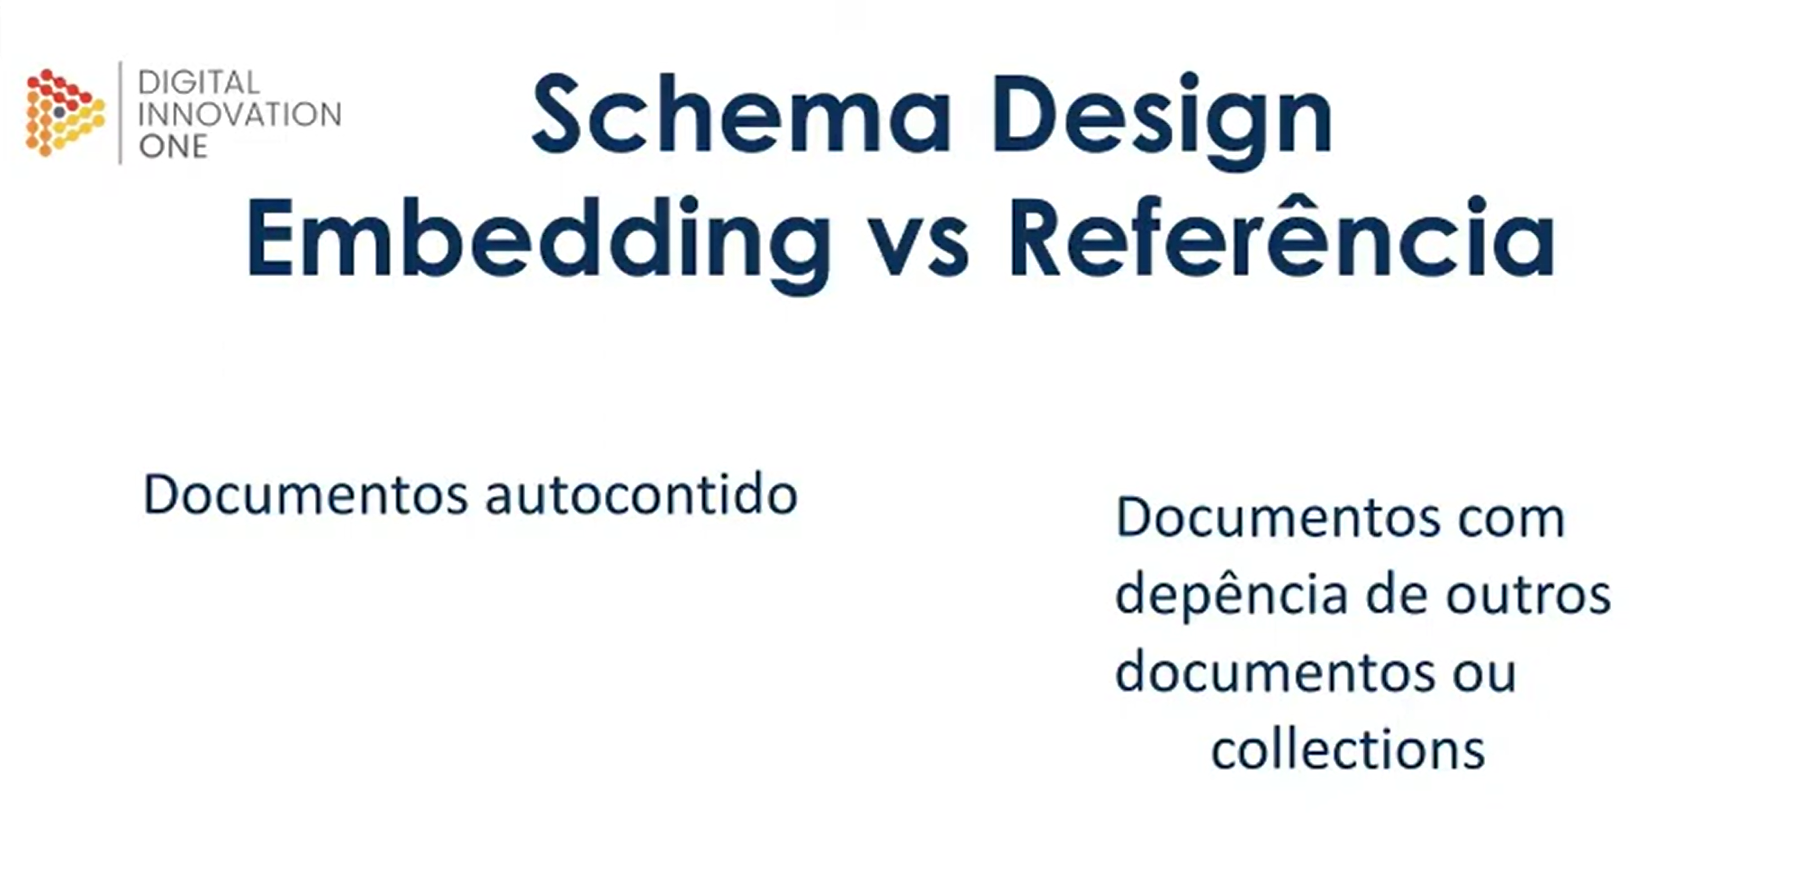 DIGITAL
INNOVATION
ONE
Schema Design
Embedding vs Referência
Documentos autocontido
Documentos com
depência de outros
documentos ou
collections